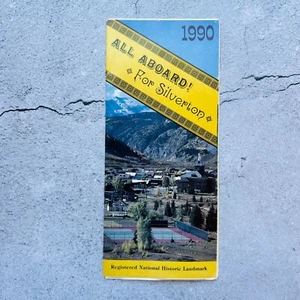 1990
ALL ABOARD!
For Silverton
Registered National Historic Landmark